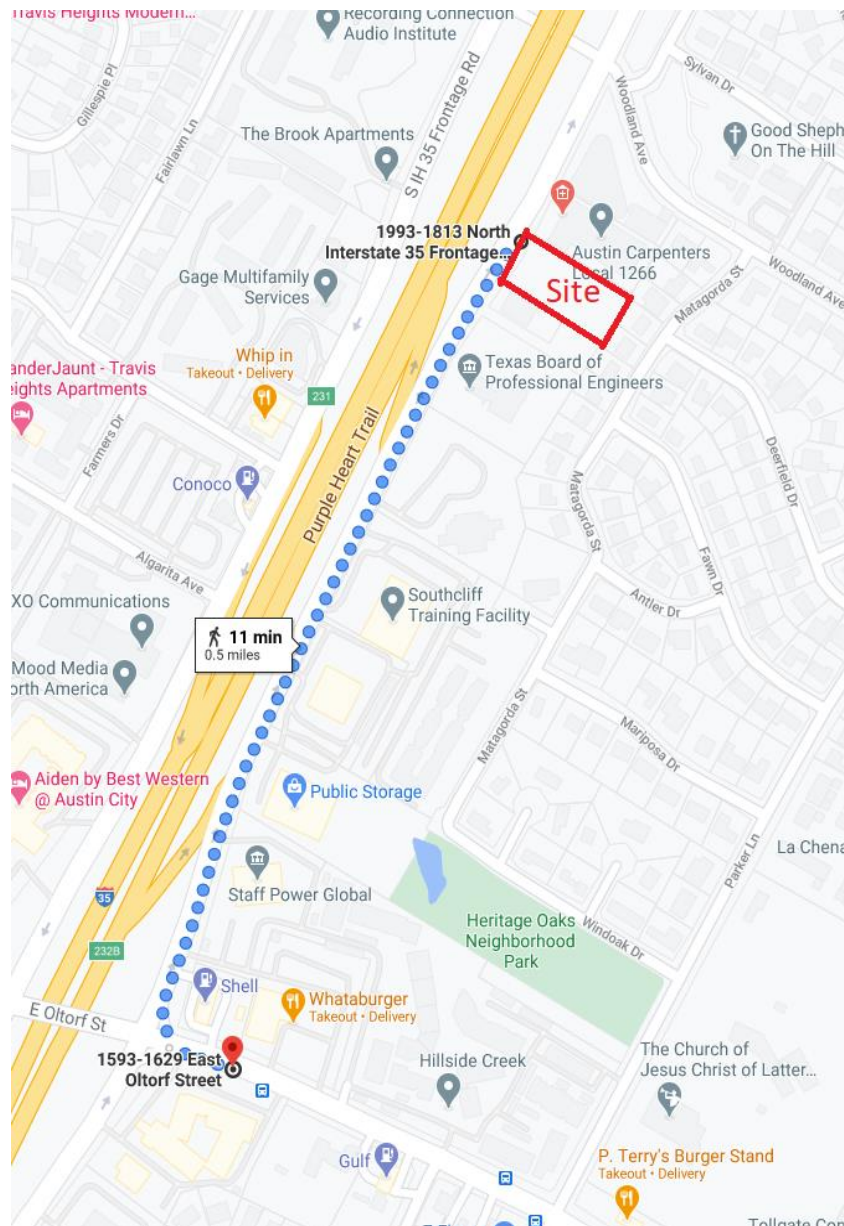 Travis Heights Modern...
Recording Connection
Audio Institute
Gillespie Pl
Fairlawn Ln
S IH 35 Frontage Rd
Woodland Ave
Sylvan Dr
The Brook Apartments
Good Sheph
On The Hill
1993-1813 North
Interstate 35 Frontage...
Austin Carpenters
Local 1266
Site
Matagorda St
Woodland Ave
Gage Multifamily
Services
anderJaunt - Travis
eights Apartments
Whip in
Takeout • Delivery
231
Texas Board of
Professional Engineers
Farmers Dr
Purple Heart Trail
Conoco
Deerfield Dr
Matagorda St
Algarita Ave
Fawn Dr
XO Communications
Southcliff
Training Facility
Antler Dr
11 min
0.5 miles
Mood Media
orth America
Matagorda St
Mariposa Dr
Aiden by Best Western
@ Austin City
Public Storage
La Chena
Parker Ln
35
Staff Power Global
Heritage Oaks
Neighborhood
Park
Windoak Dr
232B
Shell
Whataburger
Takeout • Delivery
E Oltorf St
1593-1629 East
Oltorf Street
Hillside Creek
The Church of
Jesus Christ of Latter...
Gulf
P. Terry's Burger Stand
Takeout • Delivery